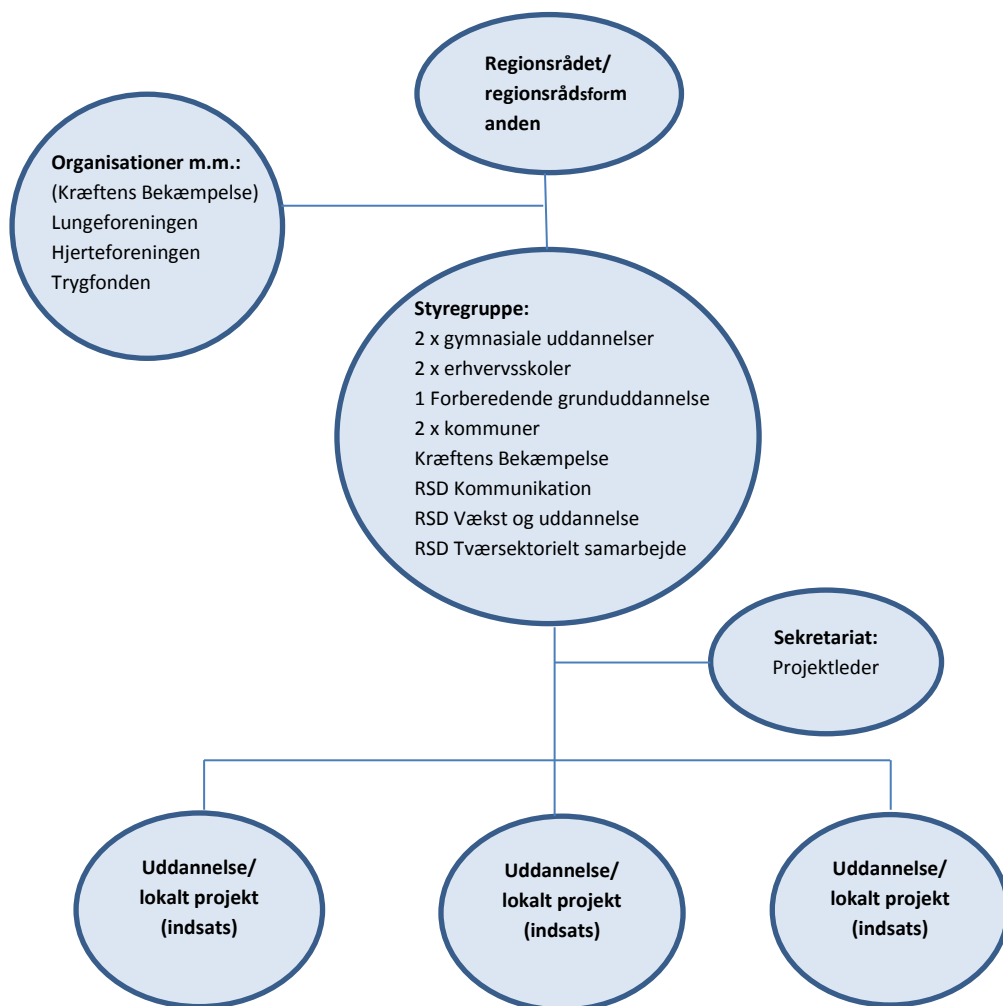 Regionsrådet/
regionsrådsform
anden
Organisationer m.m.:
(Kræftens Bekæmpelse)
Lungeforeningen
Hjerteforeningen
Trygfonden
Styregruppe:
2 x gymnasiale uddannelser
2 x erhvervsskoler
1 Forberedende grunduddannelse
2 x kommuner
Kræftens Bekæmpelse
RSD Kommunikation
RSD Vækst og uddannelse
RSD Tværsektorielt samarbejde
Sekretariat:
Projektleder
Uddannelse/
lokalt projekt
(indsats)
Uddannelse/
lokalt projekt
(indsats)
Uddannelse/
lokalt projekt
(indsats)